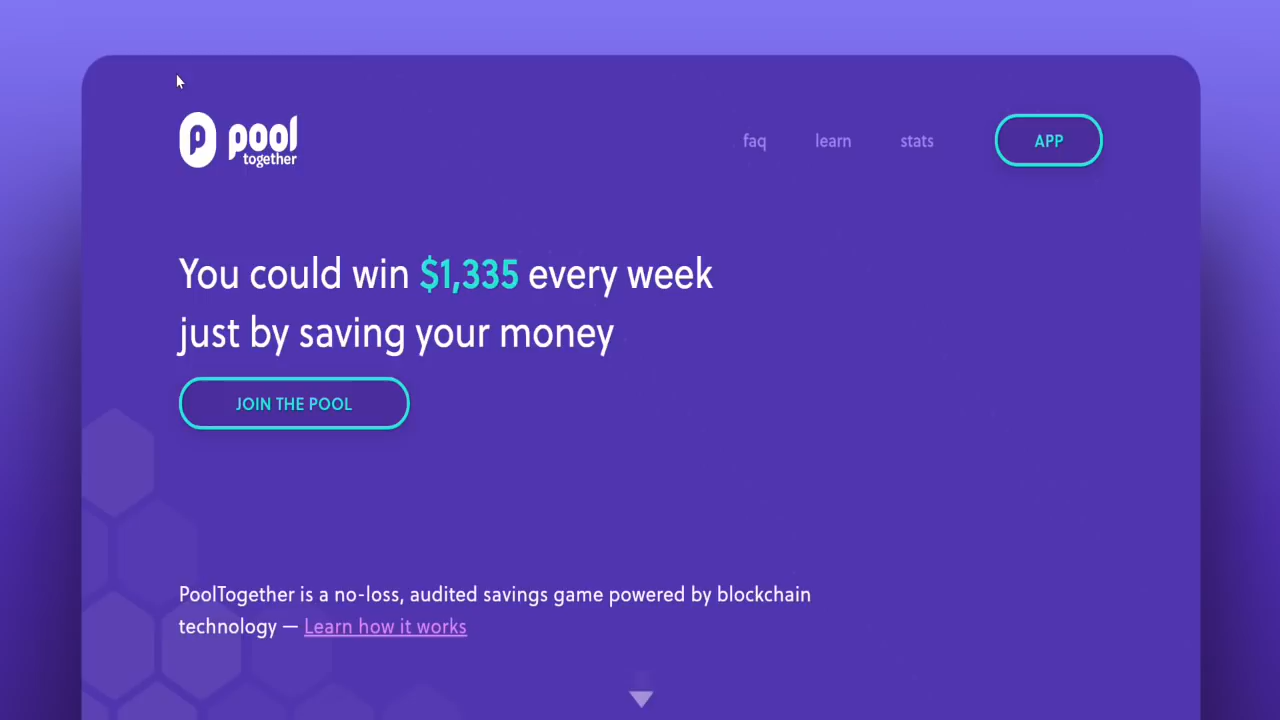 pool
together
faq
learn
stats
APP
You could win $1,335 every week
just by saving your money
JOIN THE POOL
PoolTogether is a no-loss, audited savings game powered by blockchain
technology — Learn how it works